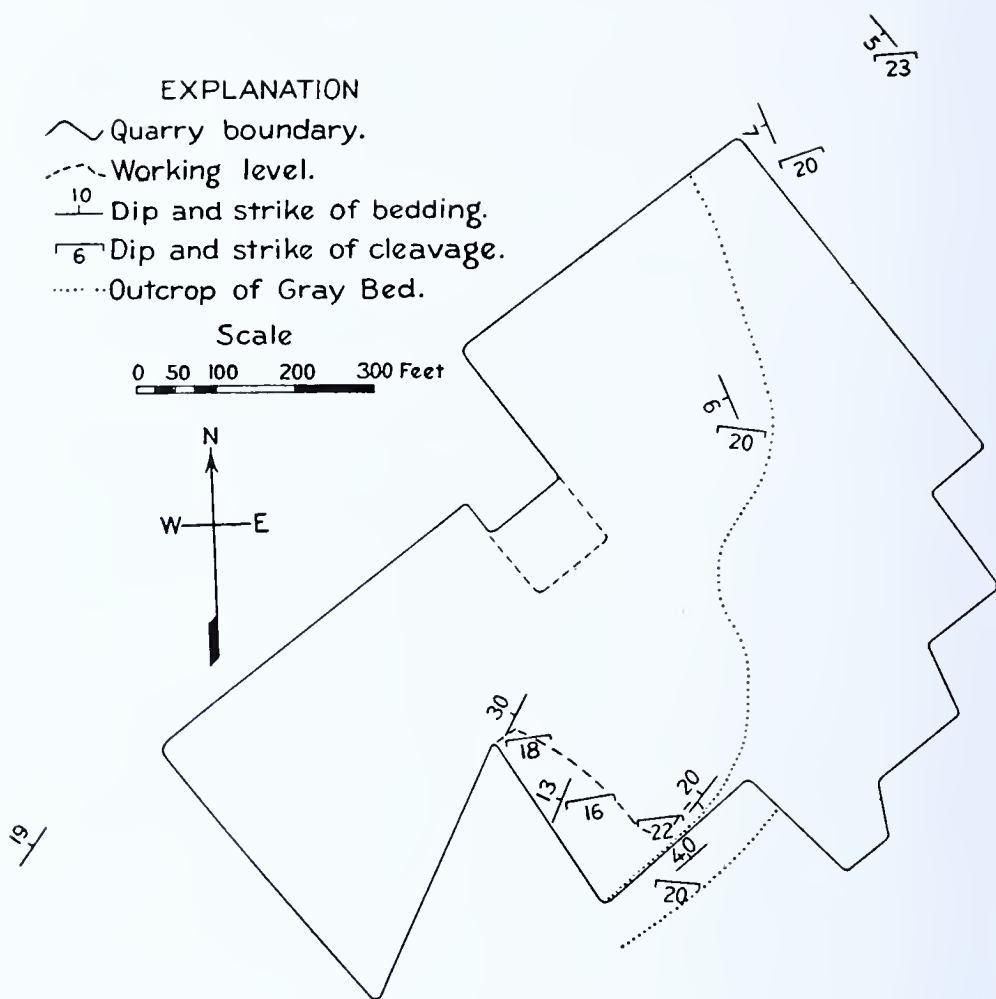 EXPLANATION
Quarry boundary.
Working level.
10
Dip and strike of bedding.
6 Dip and strike of cleavage.
Outcrop of Gray Bed.
Scale
0 50 100 200 300 Feet
N
W E
5
23
7
20
6
20
30
18
13
16
20
22
40
20
19